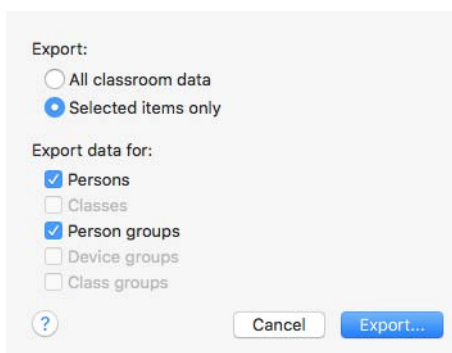 Export:
All classroom data
Selected items only
Export data for:
Persons
Classes
Person groups
Device groups
Class groups
?
Cancel
Export...